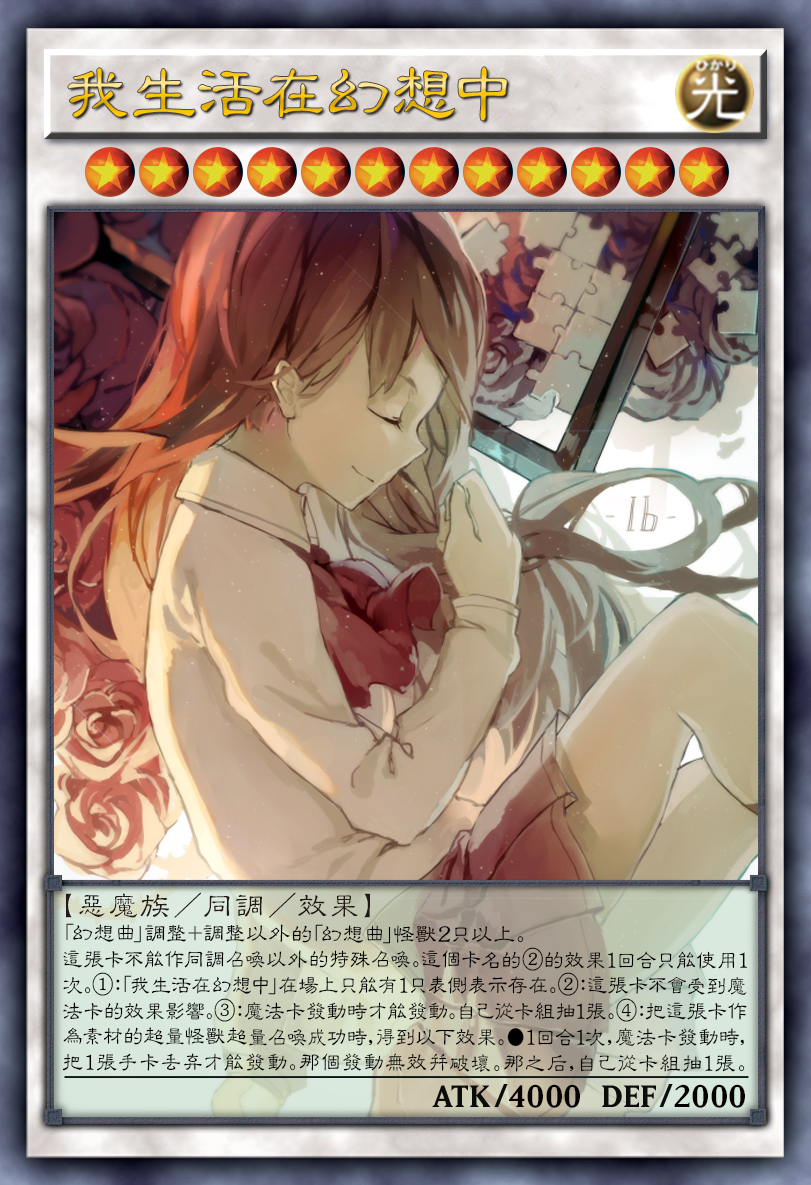 我生活在幻想中
ひかり
光
-Ib-
【惡魔族／同調／效果】
「幻想曲」調整＋調整以外的「幻想曲」怪獸2只以上。
這張卡不能作同調召喚以外的特殊召喚。這個卡名的②的效果1回合只能使用1
次。①:「我生活在幻想中」在場上只能有1只表側表示存在。②:這張卡不會受到魔
法卡的效果影響。③:魔法卡發動時才能發動。自己從卡組抽1張。④:把這張卡作
為素材的超量怪獸超量召喚成功時,得到以下效果。●1回合1次,魔法卡發動時,
把1張手卡丟弃才能發動。那個發動無效并破壞。那之后,自己從卡組抽1張。
ATK/4000 DEF/2000